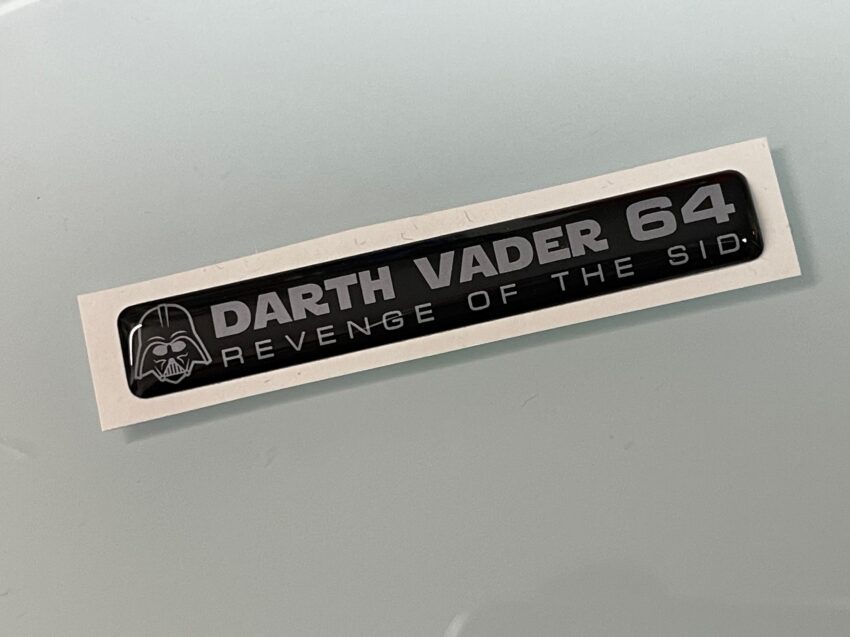 DARTH VADER 64
REVENGE OF THE SID